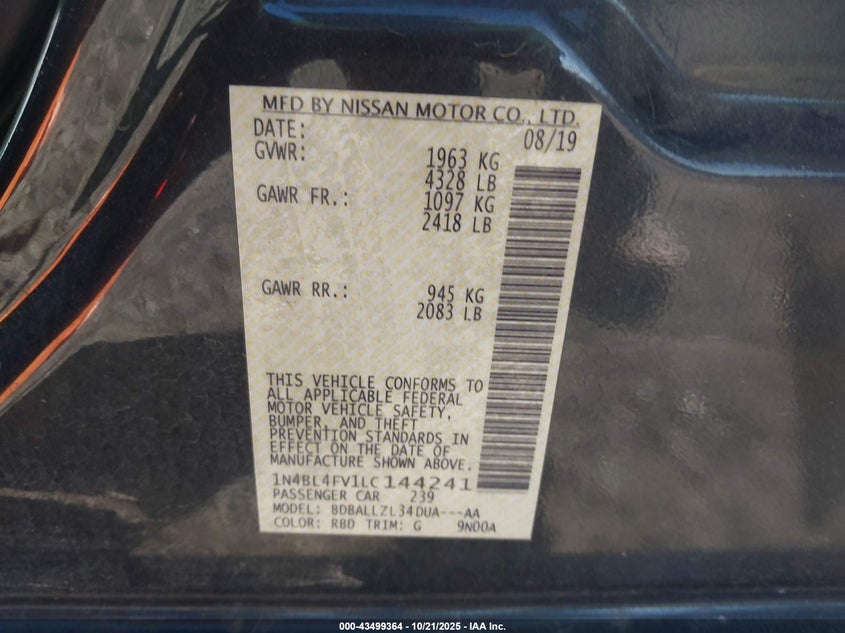 MFD BY NISSAN MOTOR CO., LTD.
DATE: 08/19
GVWR: 1963 KG
4328 LB
GAWR FR.: 1097 KG
2418 LB
GAWR RR.: 945 KG
2083 LB
THIS VEHICLE CONFORMS TO
ALL APPLICABLE FEDERAL
MOTOR VEHICLE SAFETY,
BUMPER, AND THEFT
PREVENTION STANDARDS IN
EFFECT ON THE DATE OF
MANUFACTURE SHOWN ABOVE.
1N4BL4FV1LC144241
PASSENGER CAR 239
MODEL: BDBALLZL34DUA---AA
COLOR: RBD TRIM: G 9N00A
000-43499364 - 10/21/2025 - IAA Inc.